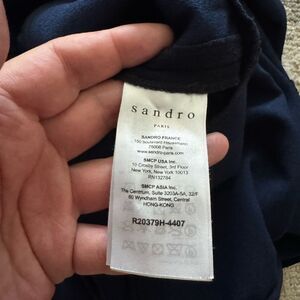 sandro
PARIS
SANDRO FRANCE
150 boulevard Haussmann
75008 Paris
www.sandro-paris.com
SMCP USA Inc.
10 Crosby Street, 3rd Floor
New York, New York 10013
RN132784
SMCP ASIA Inc.
The Centrum, Suite 3203A-5A, 32/F
60 Wyndham Street, Central
HONG-KONG
R20379H-4407